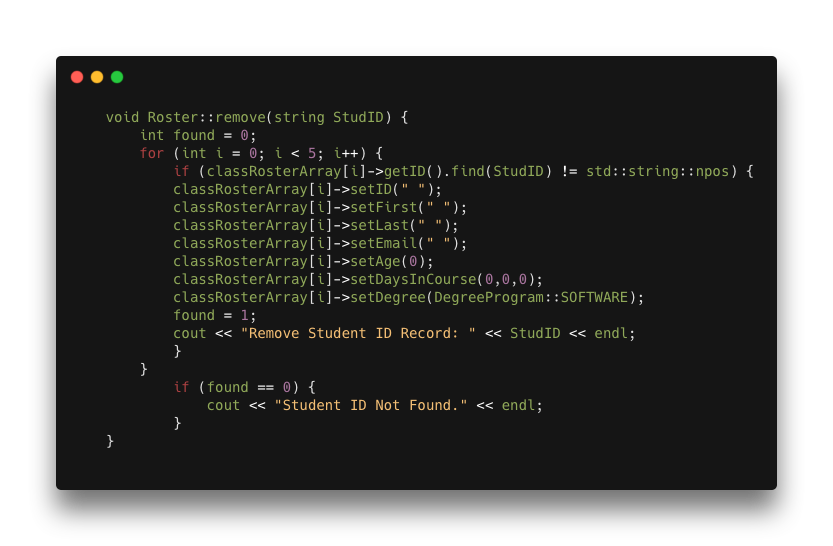 void Roster::remove(string StudID) {
    int found = 0;
    for (int i = 0; i < 5; i++) {
        if (classRosterArray[i]->getID().find(StudID) != std::string::npos) {
        classRosterArray[i]->setID(" ");
        classRosterArray[i]->setFirst(" ");
        classRosterArray[i]->setLast(" ");
        classRosterArray[i]->setEmail(" ");
        classRosterArray[i]->setAge(0);
        classRosterArray[i]->setDaysInCourse(0,0,0);
        classRosterArray[i]->setDegree(DegreeProgram::SOFTWARE);
        found = 1;
        cout << "Remove Student ID Record: " << StudID << endl;
        }
    }
        if (found == 0) {
            cout << "Student ID Not Found." << endl;
        }
}